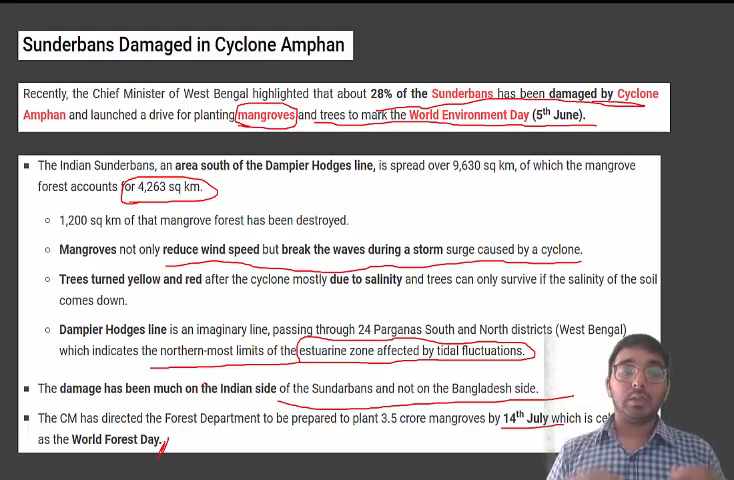 Sunderbans Damaged in Cyclone Amphan
Recently, the Chief Minister of West Bengal highlighted that about 28% of the Sunderbans has been damaged by Cyclone
Amphan and launched a drive for planting mangroves and trees to mark the World Environment Day (5th June).
The Indian Sunderbans, an area south of the Dampier Hodges line, is spread over 9,630 sq km, of which the mangrove
forest accounts for 4,263 sq km.
1,200 sq km of that mangrove forest has been destroyed.
Mangroves not only reduce wind speed but break the waves during a storm surge caused by a cyclone.
Trees turned yellow and red after the cyclone mostly due to salinity and trees can only survive if the salinity of the soil
comes down.
Dampier Hodges line is an imaginary line, passing through 24 Parganas South and North districts (West Bengal)
which indicates the northern-most limits of the estuarine zone affected by tidal fluctuations.
The damage has been much on the Indian side of the Sundarbans and not on the Bangladesh side.
The CM has directed the Forest Department to be prepared to plant 3.5 crore mangroves by 14th July which is
as the World Forest Day.